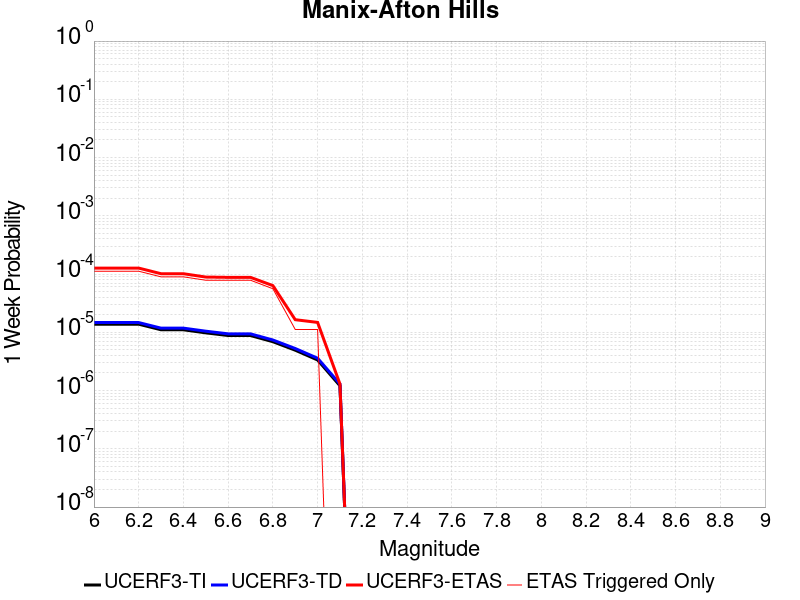 Manix-Afton Hills
10^0
10^-1
10^-2
10^-3
10^-4
10^-5
10^-6
10^-7
10^-8
1 Week Probability
6 6.2 6.4 6.6 6.8 7 7.2 7.4 7.6 7.8 8 8.2 8.4 8.6 8.8 9
Magnitude
UCERF3-TI UCERF3-TD UCERF3-ETAS ETAS Triggered Only